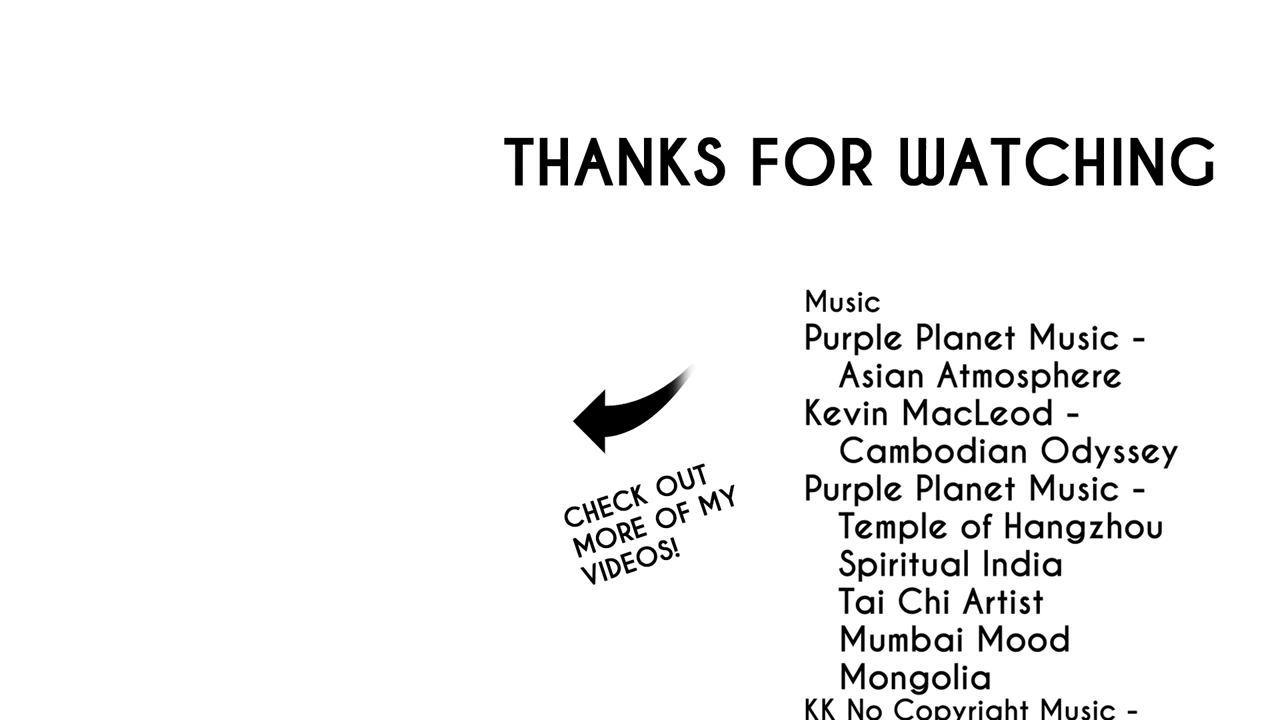 THANKS FOR WATCHING
CHECK OUT
MORE OF MY
VIDEOS!
Music
Purple Planet Music -
Asian Atmosphere
Kevin MacLeod -
Cambodian Odyssey
Purple Planet Music -
Temple of Hangzhou
Spiritual India
Tai Chi Artist
Mumbai Mood
Mongolia
KK No Copyright Music -